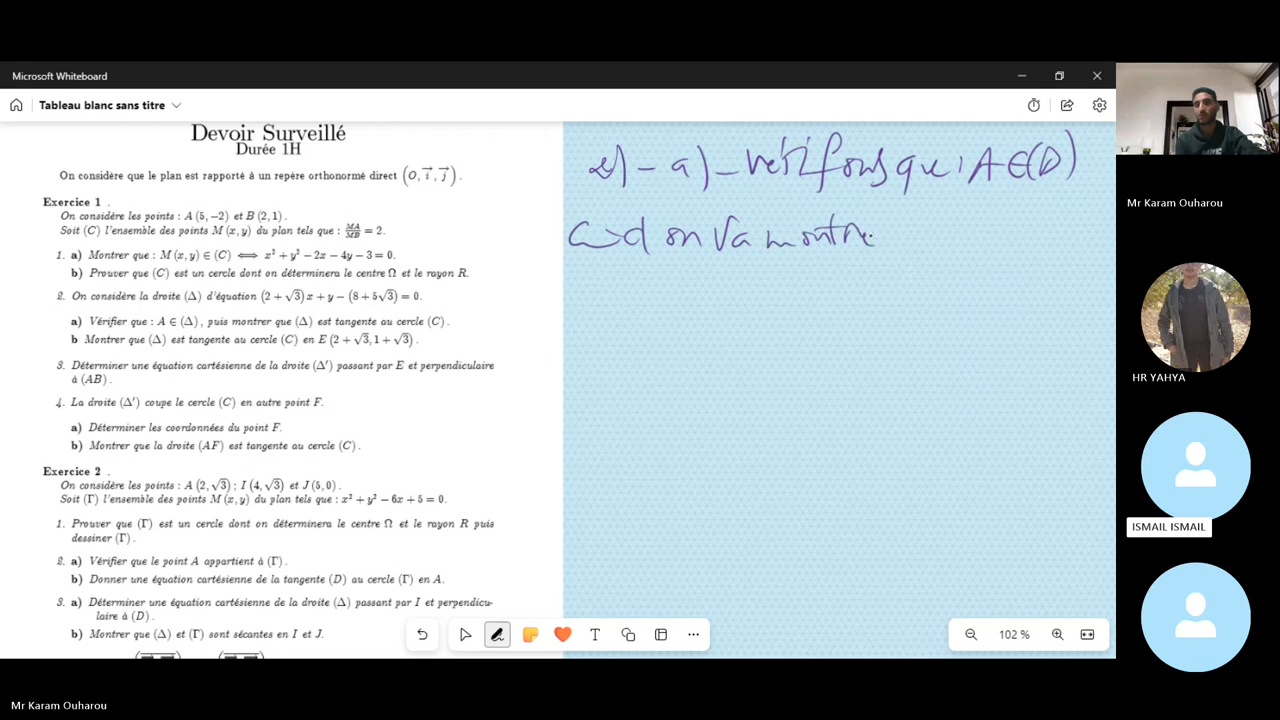 Microsoft Whiteboard
Tableau blanc sans titre
Devoir Surveillé
Durée 1H
On considère que le plan est rapporté à un repère orthonormé direct (O, i⃗, j⃗).
Exercice 1 .
On considère les points : A (5, −2) et B (2, 1).
Soit (C) l'ensemble des points M (x, y) du plan tels que : MA/MB = 2.
1. a) Montrer que : M (x, y) ∈ (C) ⟺ x² + y² − 2x − 4y − 3 = 0.
b) Prouver que (C) est un cercle dont on déterminera le centre Ω et le rayon R.
2. On considère la droite (Δ) d'équation (2 + √3) x + y − (8 + 5√3) = 0.
a) Vérifier que : A ∈ (Δ), puis montrer que (Δ) est tangente au cercle (C).
b Montrer que (Δ) est tangente au cercle (C) en E (2 + √3, 1 + √3).
3. Déterminer une équation cartésienne de la droite (Δ′) passant par E et perpendiculaire
à (AB).
4. La droite (Δ′) coupe le cercle (C) en autre point F.
a) Déterminer les coordonnées du point F.
b) Montrer que la droite (AF) est tangente au cercle (C).
Exercice 2 .
On considère les points : A (2, √3) ; I (4, √3) et J (5, 0).
Soit (Γ) l'ensemble des points M (x, y) du plan tels que : x² + y² − 6x + 5 = 0.
1. Prouver que (Γ) est un cercle dont on déterminera le centre Ω et le rayon R puis
dessiner (Γ).
2. a) Vérifier que le point A appartient à (Γ).
b) Donner une équation cartésienne de la tangente (D) au cercle (Γ) en A.
3. a) Déterminer une équation cartésienne de la droite (Δ) passant par I et perpendicu-
laire à (D).
b) Montrer que (Δ) et (Γ) sont sécantes en I et J.
2) - a) - vérifions que : A ∈ (D)
C-d on va montre
102 %
Mr Karam Ouharou
HR YAHYA
ISMAIL ISMAIL
Mr Karam Ouharou